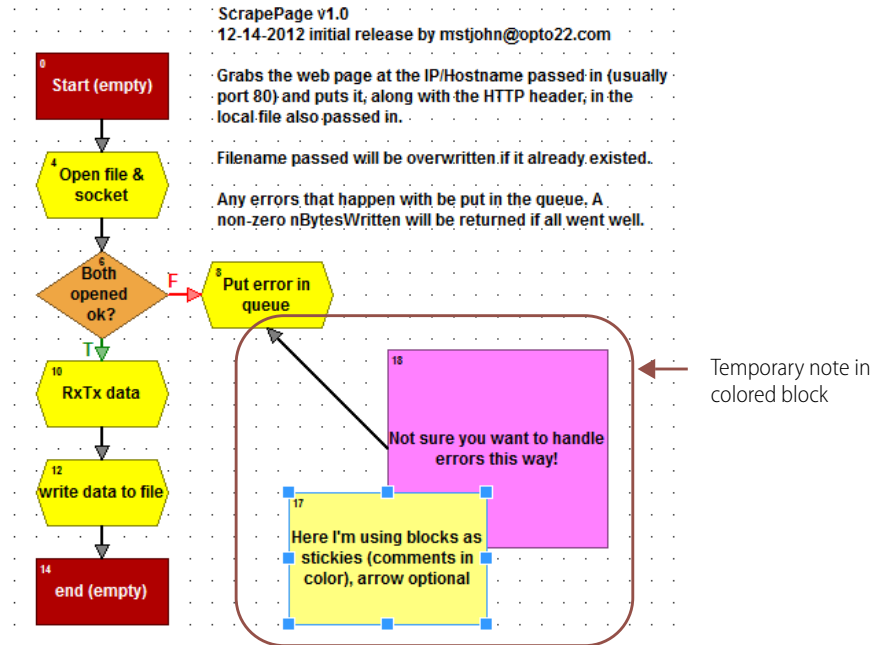 ScrapePage v1.0
12-14-2012 initial release by mstjohn@opto22.com
Grabs the web page at the IP/Hostname passed in (usually
port 80) and puts it, along with the HTTP header, in the
local file also passed in.
Filename passed will be overwritten if it already existed.
Any errors that happen with be put in the queue. A
non-zero nBytesWritten will be returned if all went well.
0
Start (empty)
4
Open file &
socket
6
Both
opened
ok?
F
T
8
Put error in
queue
10
RxTx data
12
write data to file
14
end (empty)
18
Not sure you want to handle
errors this way!
17
Here I'm using blocks as
stickies (comments in
color), arrow optional
Temporary note in
colored block